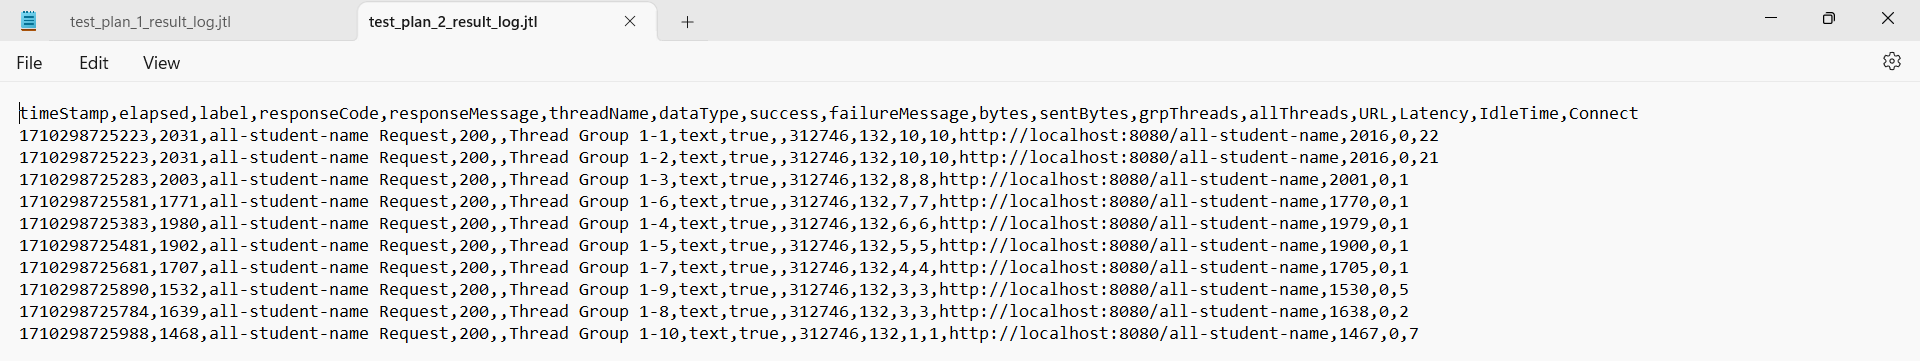 test_plan_1_result_log.jtl
test_plan_2_result_log.jtl
File Edit View
timeStamp,elapsed,label,responseCode,responseMessage,threadName,dataType,success,failureMessage,bytes,sentBytes,grpThreads,allThreads,URL,Latency,IdleTime,Connect
1710298725223,2031,all-student-name Request,200,,Thread Group 1-1,text,true,,312746,132,10,10,http://localhost:8080/all-student-name,2016,0,22
1710298725223,2031,all-student-name Request,200,,Thread Group 1-2,text,true,,312746,132,10,10,http://localhost:8080/all-student-name,2016,0,21
1710298725283,2003,all-student-name Request,200,,Thread Group 1-3,text,true,,312746,132,8,8,http://localhost:8080/all-student-name,2001,0,1
1710298725581,1771,all-student-name Request,200,,Thread Group 1-6,text,true,,312746,132,7,7,http://localhost:8080/all-student-name,1770,0,1
1710298725383,1980,all-student-name Request,200,,Thread Group 1-4,text,true,,312746,132,6,6,http://localhost:8080/all-student-name,1979,0,1
1710298725481,1902,all-student-name Request,200,,Thread Group 1-5,text,true,,312746,132,5,5,http://localhost:8080/all-student-name,1900,0,1
1710298725681,1707,all-student-name Request,200,,Thread Group 1-7,text,true,,312746,132,4,4,http://localhost:8080/all-student-name,1705,0,1
1710298725890,1532,all-student-name Request,200,,Thread Group 1-9,text,true,,312746,132,3,3,http://localhost:8080/all-student-name,1530,0,5
1710298725784,1639,all-student-name Request,200,,Thread Group 1-8,text,true,,312746,132,3,3,http://localhost:8080/all-student-name,1638,0,2
1710298725988,1468,all-student-name Request,200,,Thread Group 1-10,text,true,,312746,132,1,1,http://localhost:8080/all-student-name,1467,0,7